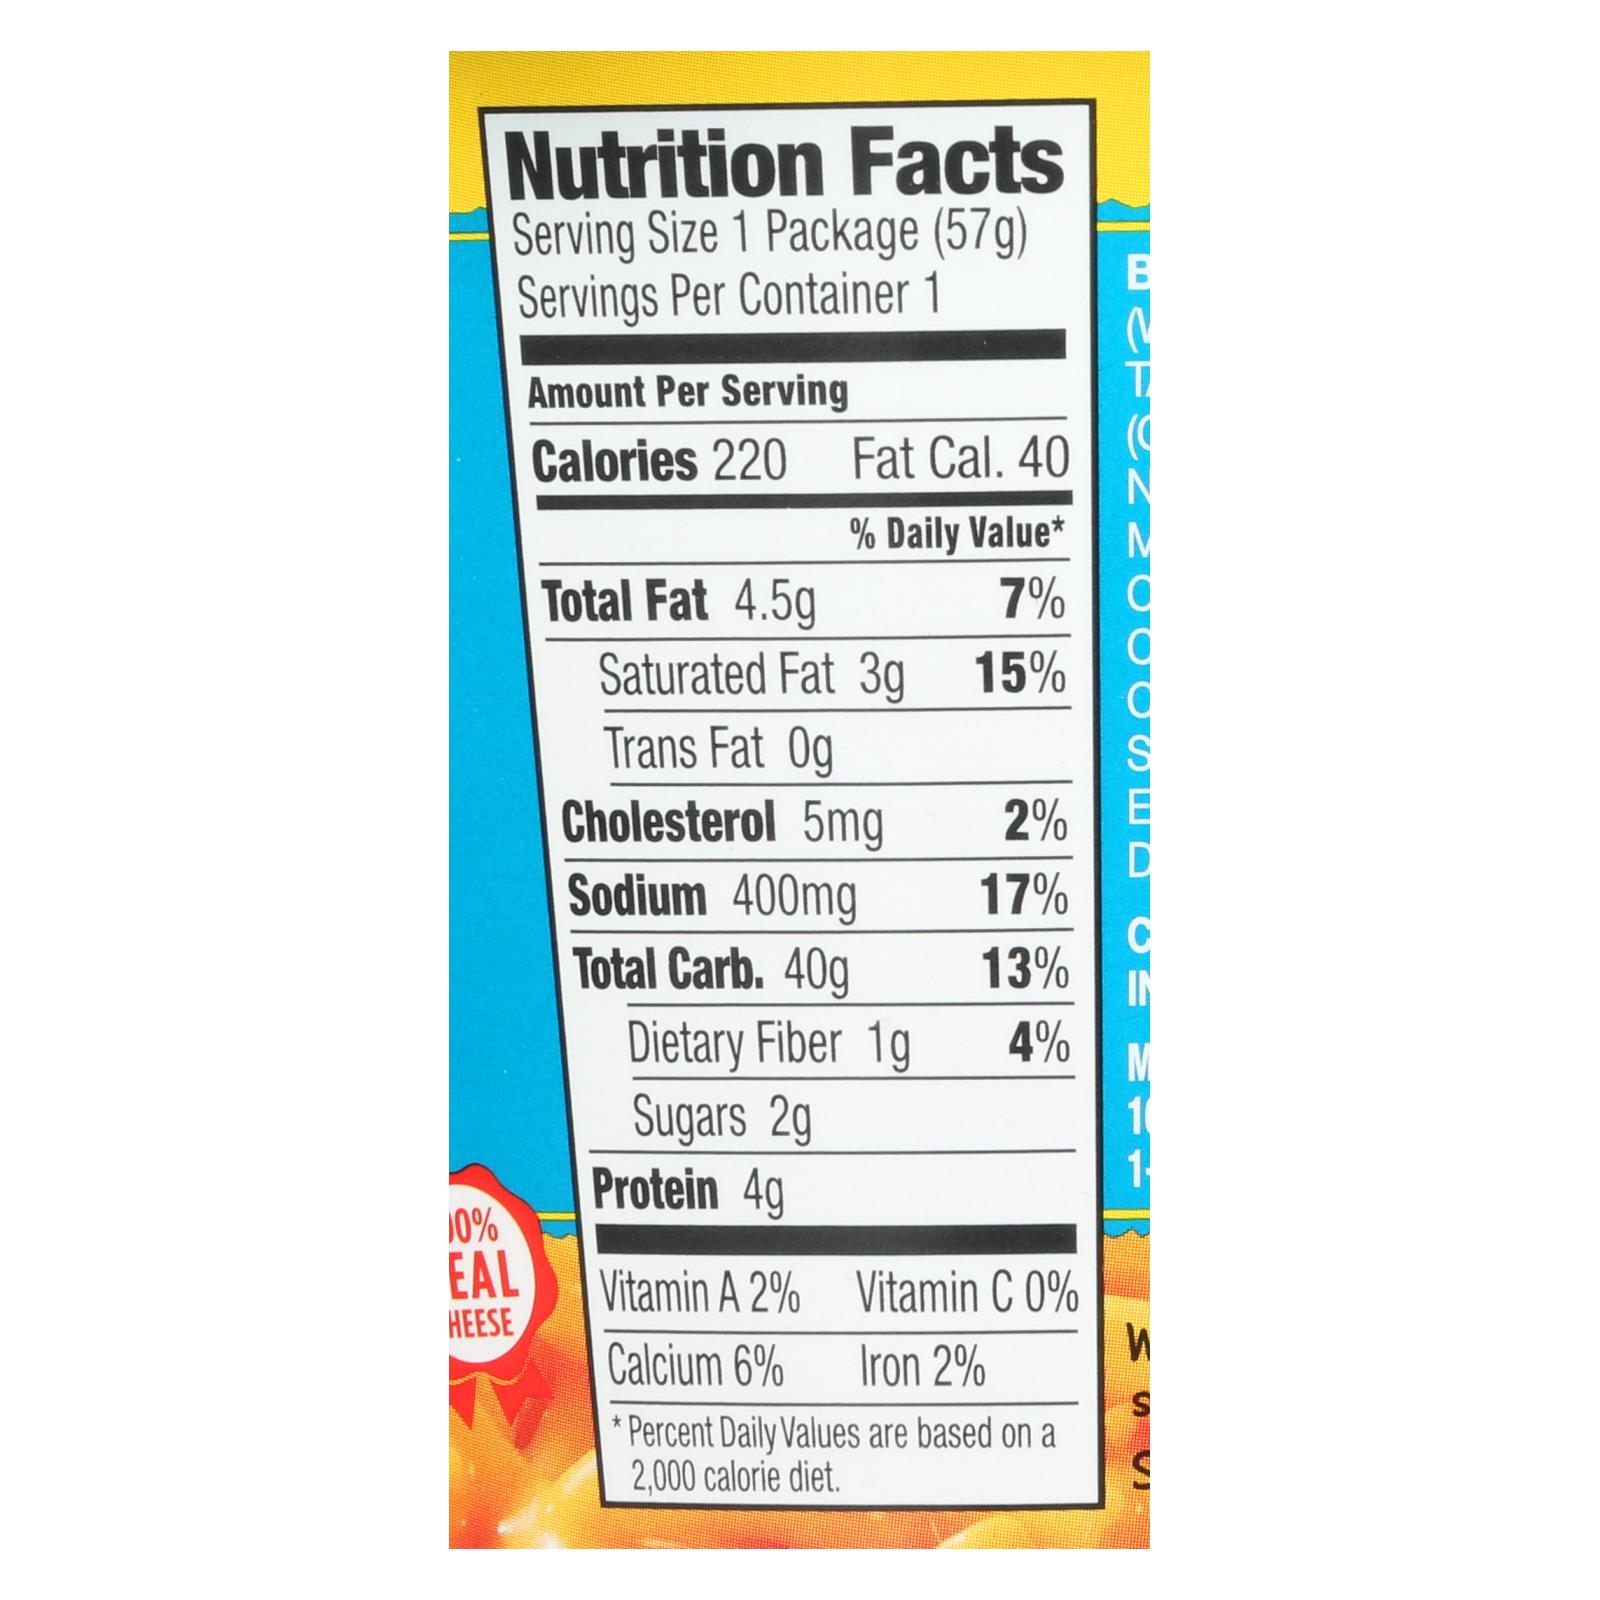 Nutrition Facts
Serving Size 1 Package (57g)
Servings Per Container 1
Amount Per Serving
Calories 220 Fat Cal. 40
% Daily Value*
Total Fat 4.5g 7%
Saturated Fat 3g 15%
Trans Fat 0g
Cholesterol 5mg 2%
Sodium 400mg 17%
Total Carb. 40g 13%
Dietary Fiber 1g 4%
Sugars 2g
Protein 4g
Vitamin A 2% Vitamin C 0%
Calcium 6% Iron 2%
* Percent Daily Values are based on a
2,000 calorie diet.